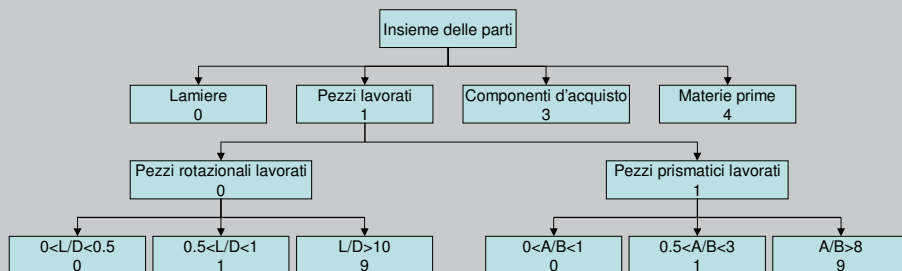 Insieme delle parti
Lamiere
0
Pezzi lavorati
1
Componenti d'acquisto
3
Materie prime
4
Pezzi rotazionali lavorati
0
Pezzi prismatici lavorati
1
0<L/D<0.5
0
0.5<L/D<1
1
L/D>10
9
0<A/B<1
0
0.5<A/B<3
1
A/B>8
9